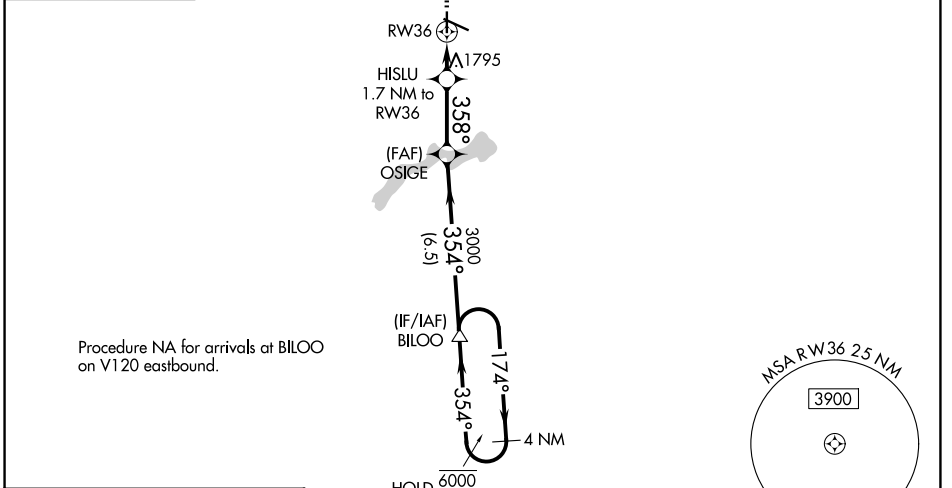 RW36
1795
HISLU
1.7 NM to
RW36
358°
(FAF)
OSIGE
3000
354°
(6.5)
(IF/IAF)
BILOO
Procedure NA for arrivals at BILOO
on V120 eastbound.
174°
354°
4 NM
HOLD 6000
MSA RW36 25 NM
3900